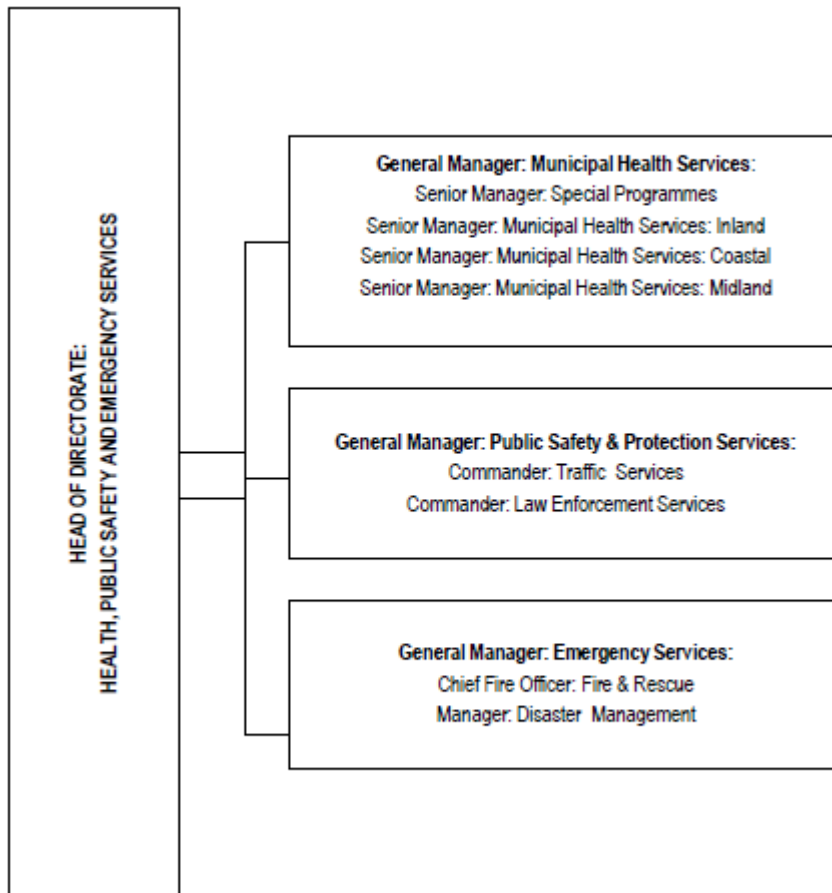 HEAD OF DIRECTORATE:
HEALTH, PUBLIC SAFETY AND EMERGENCY SERVICES
General Manager: Municipal Health Services:
Senior Manager: Special Programmes
Senior Manager: Municipal Health Services: Inland
Senior Manager: Municipal Health Services: Coastal
Senior Manager: Municipal Health Services: Midland
General Manager: Public Safety & Protection Services:
Commander: Traffic Services
Commander: Law Enforcement Services
General Manager: Emergency Services:
Chief Fire Officer: Fire & Rescue
Manager: Disaster Management